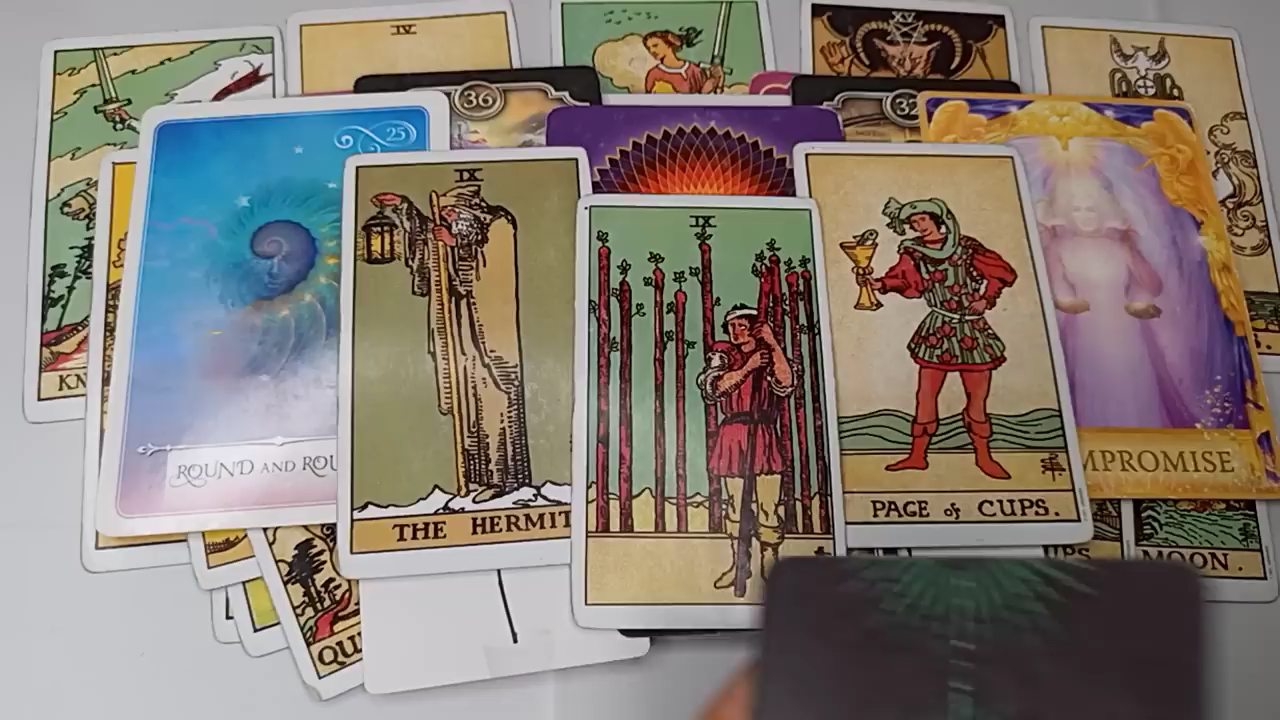 IV
XV
36
32
25
IX
IX
KN
ROUND AND ROU
THE HERMIT
PAGE of CUPS.
MPROMISE
UPS
MOON.
QU